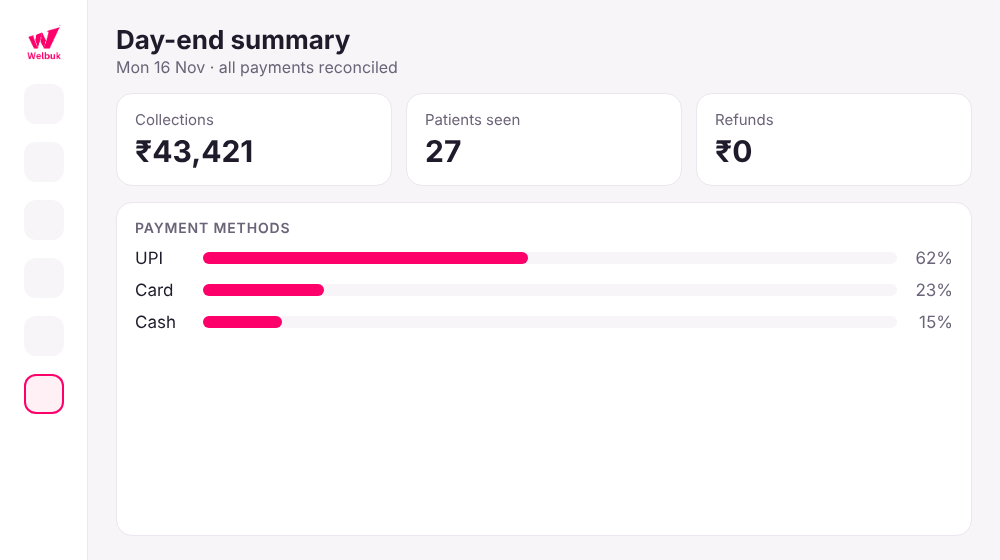 Welbuk
Day-end summary
Mon 16 Nov · all payments reconciled
Collections
₹43,421
Patients seen
27
Refunds
₹0
PAYMENT METHODS
UPI 62%
Card 23%
Cash 15%